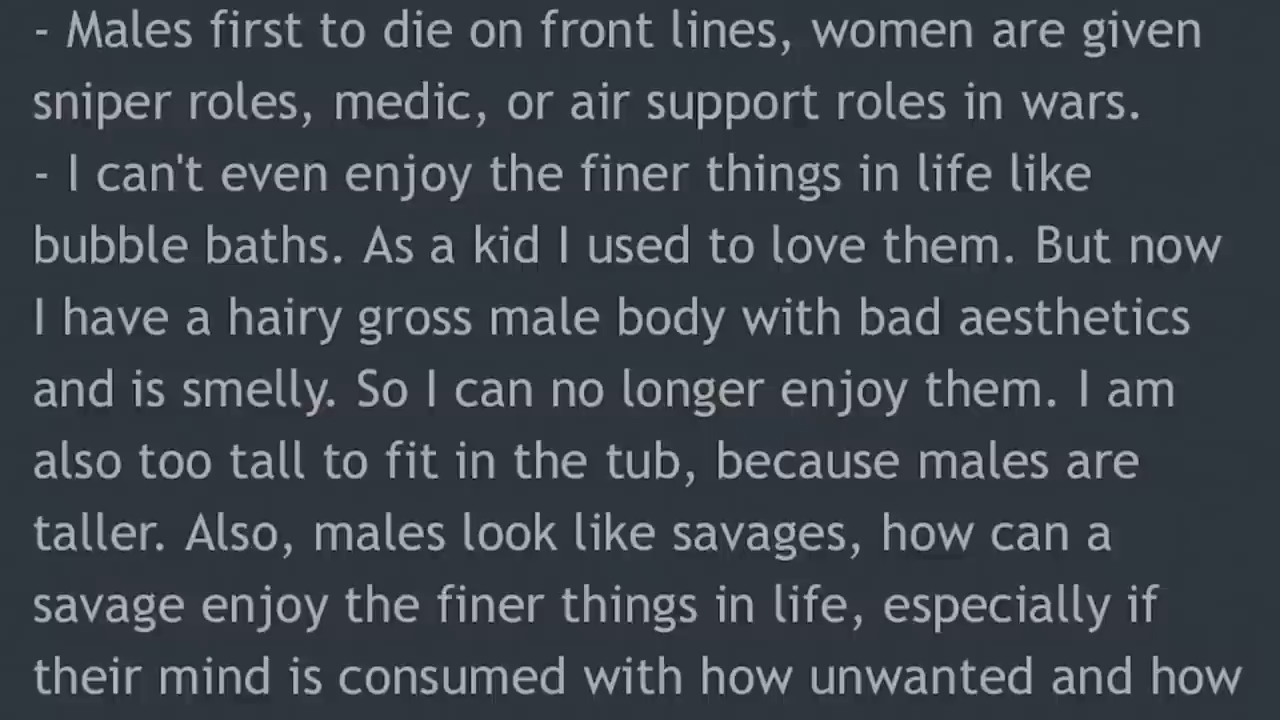 - Males first to die on front lines, women are given
sniper roles, medic, or air support roles in wars.
- I can't even enjoy the finer things in life like
bubble baths. As a kid I used to love them. But now
I have a hairy gross male body with bad aesthetics
and is smelly. So I can no longer enjoy them. I am
also too tall to fit in the tub, because males are
taller. Also, males look like savages, how can a
savage enjoy the finer things in life, especially if
their mind is consumed with how unwanted and how